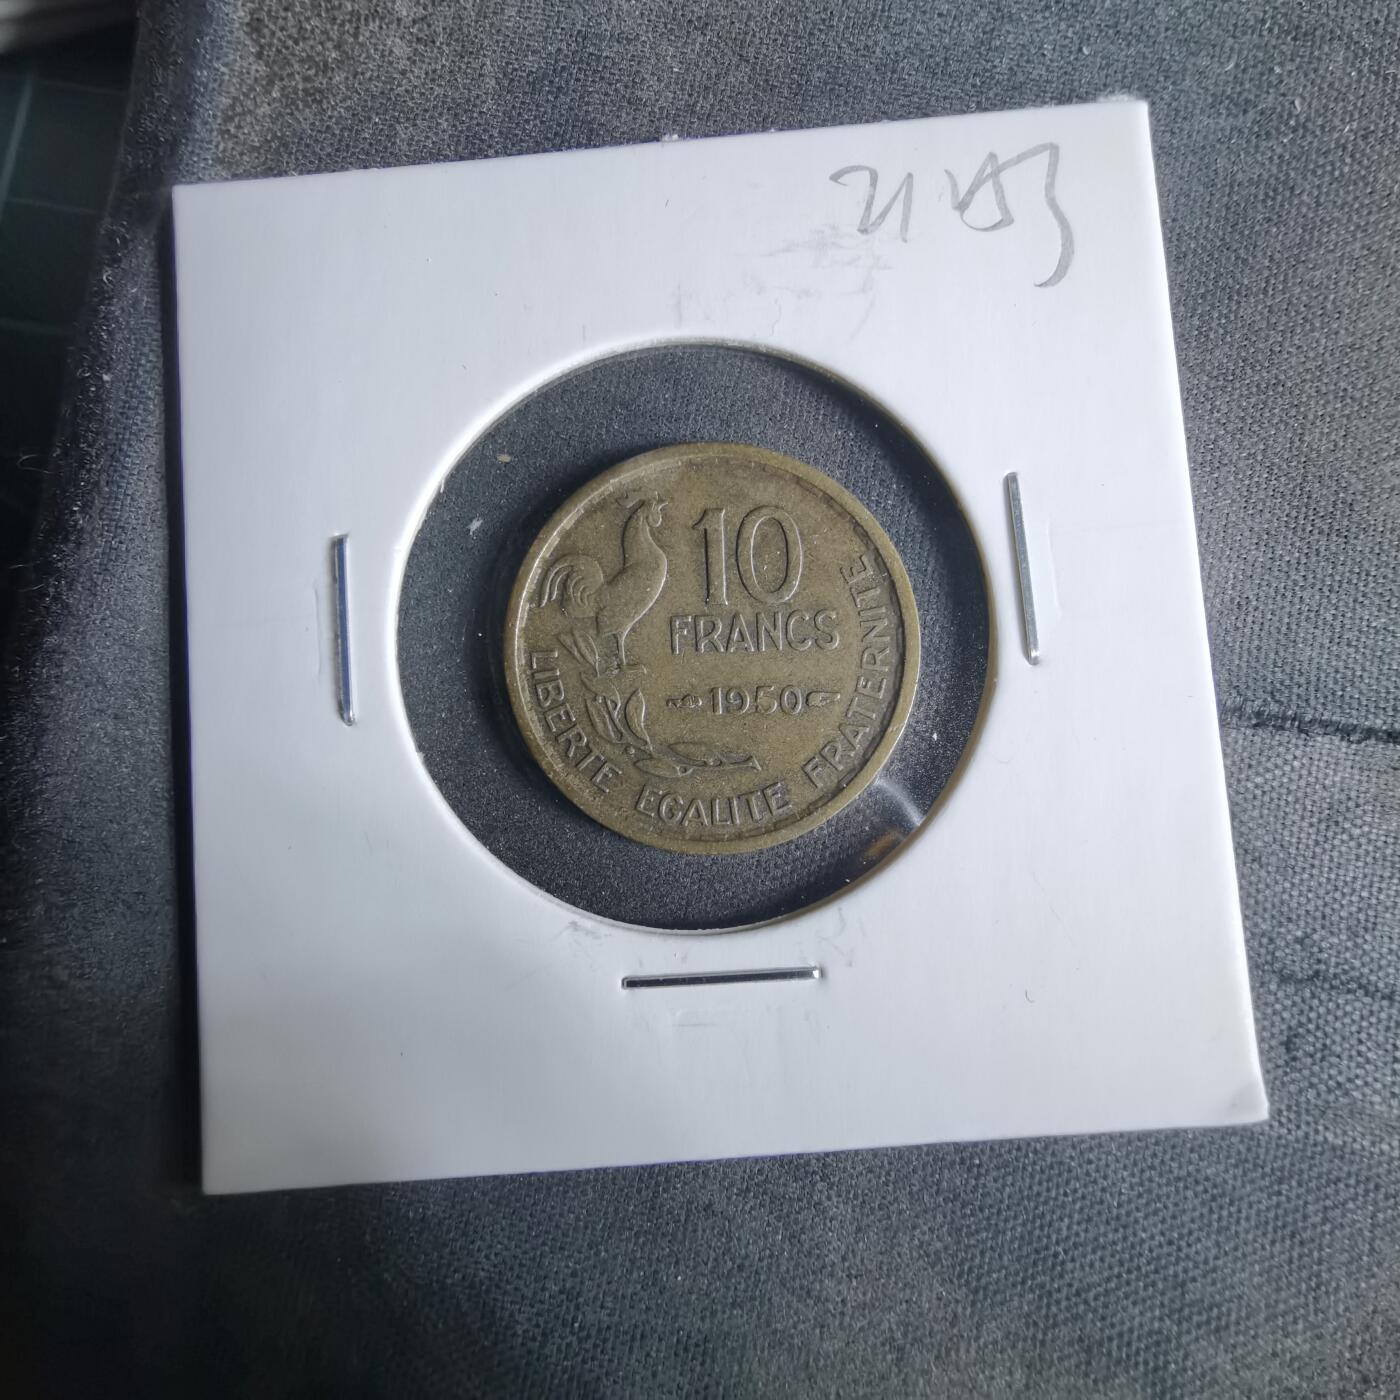 10
FRANCS
1950
LIBERTE EGALITE FRATERNITE